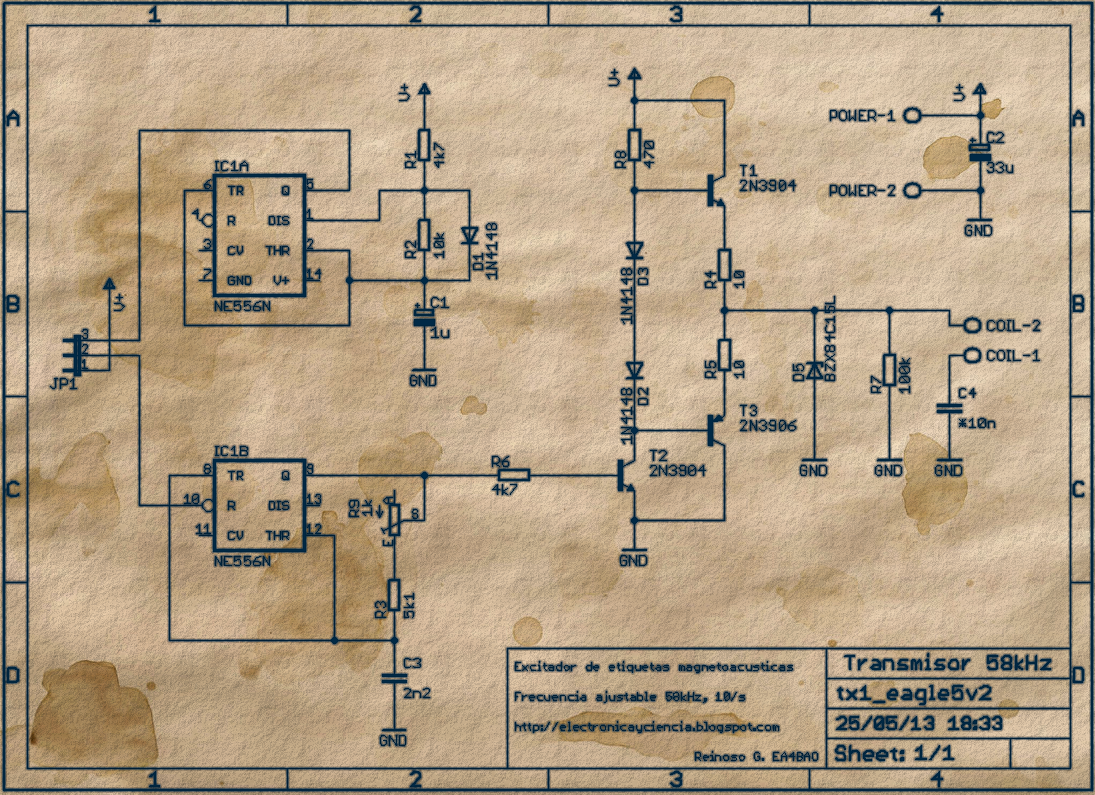 1 2 3 4
A
B
C
D
A
B
C
D
V+
R1
4k7
IC1A
6 TR Q 5
4 R DIS 1
3 CV THR 2
7 GND V+ 14
NE556N
R2
10k
D1
1N4148
C1
1u
GND
V+
3
2
1
JP1
IC1B
8 TR Q 9
10 R DIS 13
11 CV THR 12
NE556N
R9
1k
A
S
E
R3
5k1
C3
2n2
GND
R6
4k7
V+
R8
470
T1
2N3904
1N4148
D3
R4
10
R5
10
1N4148
D2
T3
2N3906
T2
2N3904
GND
D5
BZX84C15L
GND
R7
100k
GND
COIL-2
COIL-1
C4
*10n
GND
POWER-1
V+
C2
33u
POWER-2
GND
Excitador de etiquetas magnetoacusticas
Frecuencia ajustable 58kHz, 10/s
http://electronicayciencia.blogspot.com
Reinoso G. EA4BAO
Transmisor 58kHz
tx1_eagle5v2
25/05/13 18:33
Sheet: 1/1
1 2 3 4